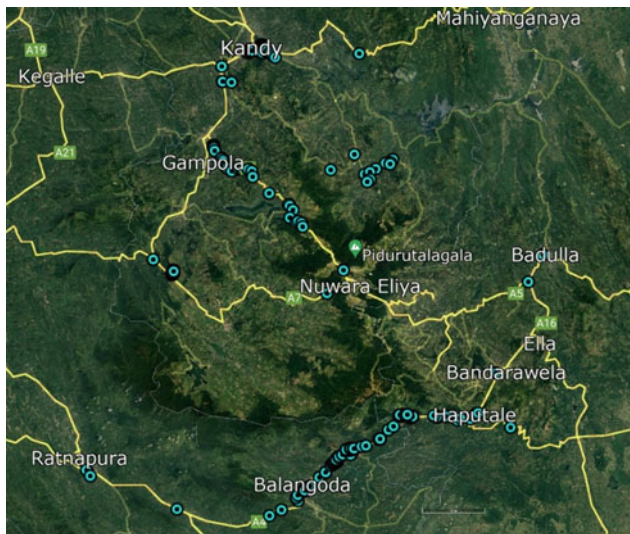 Mahiyanganaya
A19
Kandy
Kegalle
A21
Gampola
Pidurutalagala
Badulla
Nuwara Eliya
A7
A5
A16
Ella
Bandarawela
Haputale
Ratnapura
Balangoda
A4